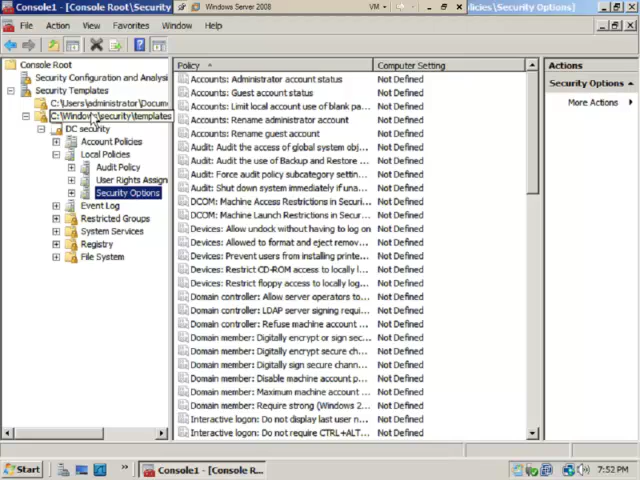 Console1 - [Console Root\Security
Windows Server 2008
VM
olicies\Security Options]
File Action View Favorites Window Help
Console Root
Security Configuration and Analysi
Security Templates
C:\Users\administrator\Docum
C:\Windows\security\templates
DC security
Account Policies
Local Policies
Audit Policy
User Rights Assign
Security Options
Event Log
Restricted Groups
System Services
Registry
File System
Policy Computer Setting
Accounts: Administrator account status Not Defined
Accounts: Guest account status Not Defined
Accounts: Limit local account use of blank pa... Not Defined
Accounts: Rename administrator account Not Defined
Accounts: Rename guest account Not Defined
Audit: Audit the access of global system obj... Not Defined
Audit: Audit the use of Backup and Restore ... Not Defined
Audit: Force audit policy subcategory settin... Not Defined
Audit: Shut down system immediately if una... Not Defined
DCOM: Machine Access Restrictions in Secur... Not Defined
DCOM: Machine Launch Restrictions in Secur... Not Defined
Devices: Allow undock without having to log on Not Defined
Devices: Allowed to format and eject remov... Not Defined
Devices: Prevent users from installing printe... Not Defined
Devices: Restrict CD-ROM access to locally l... Not Defined
Devices: Restrict floppy access to locally log... Not Defined
Domain controller: Allow server operators to... Not Defined
Domain controller: LDAP server signing requi... Not Defined
Domain controller: Refuse machine account ... Not Defined
Domain member: Digitally encrypt or sign sec... Not Defined
Domain member: Digitally encrypt secure ch... Not Defined
Domain member: Digitally sign secure chann... Not Defined
Domain member: Disable machine account p... Not Defined
Domain member: Maximum machine account ... Not Defined
Domain member: Require strong (Windows 2... Not Defined
Interactive logon: Do not display last user n... Not Defined
Interactive logon: Do not require CTRL+ALT... Not Defined
Actions
Security Options
More Actions
Start
Console1 - [Console R...
7:52 PM